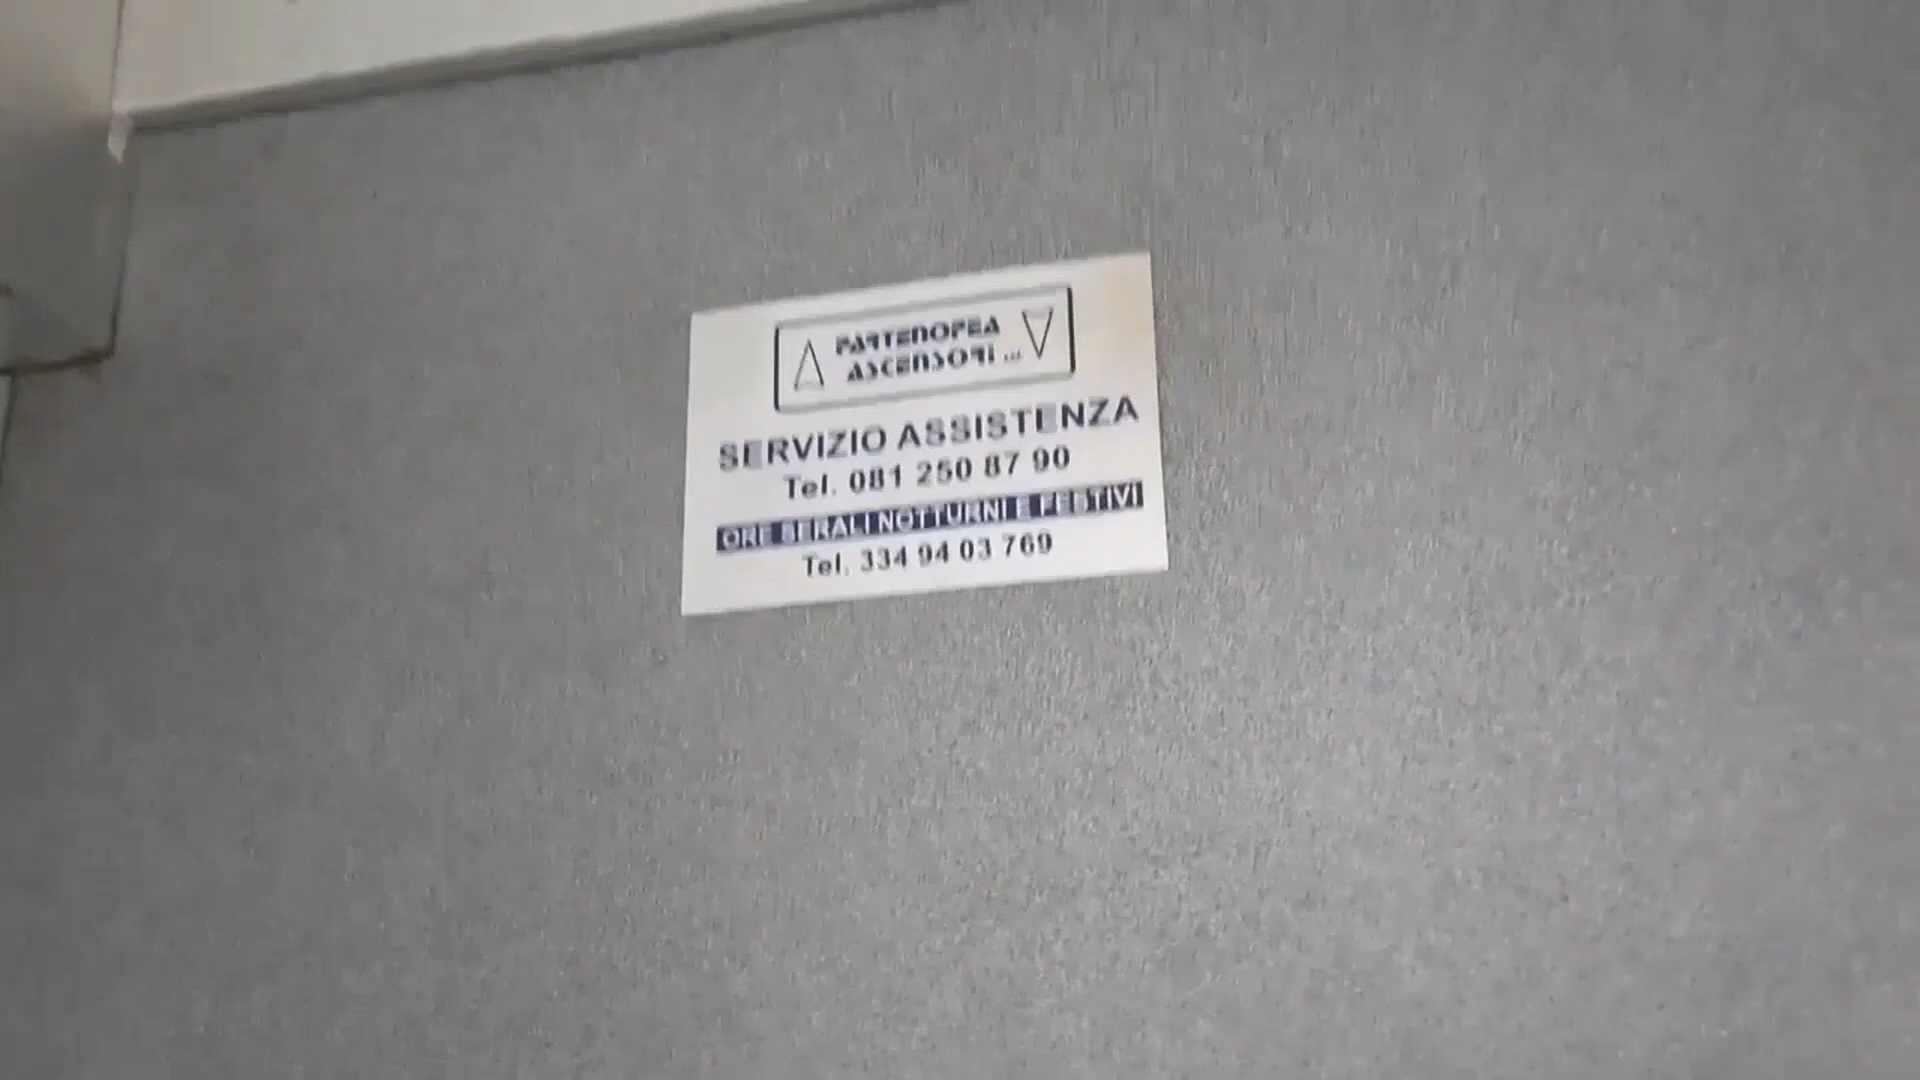 PARTENOPEA
ASCENSORI s.r.l.
SERVIZIO ASSISTENZA
Tel. 081 250 87 90
ORE SERALI NOTTURNI E FESTIVI
Tel. 334 94 03 769